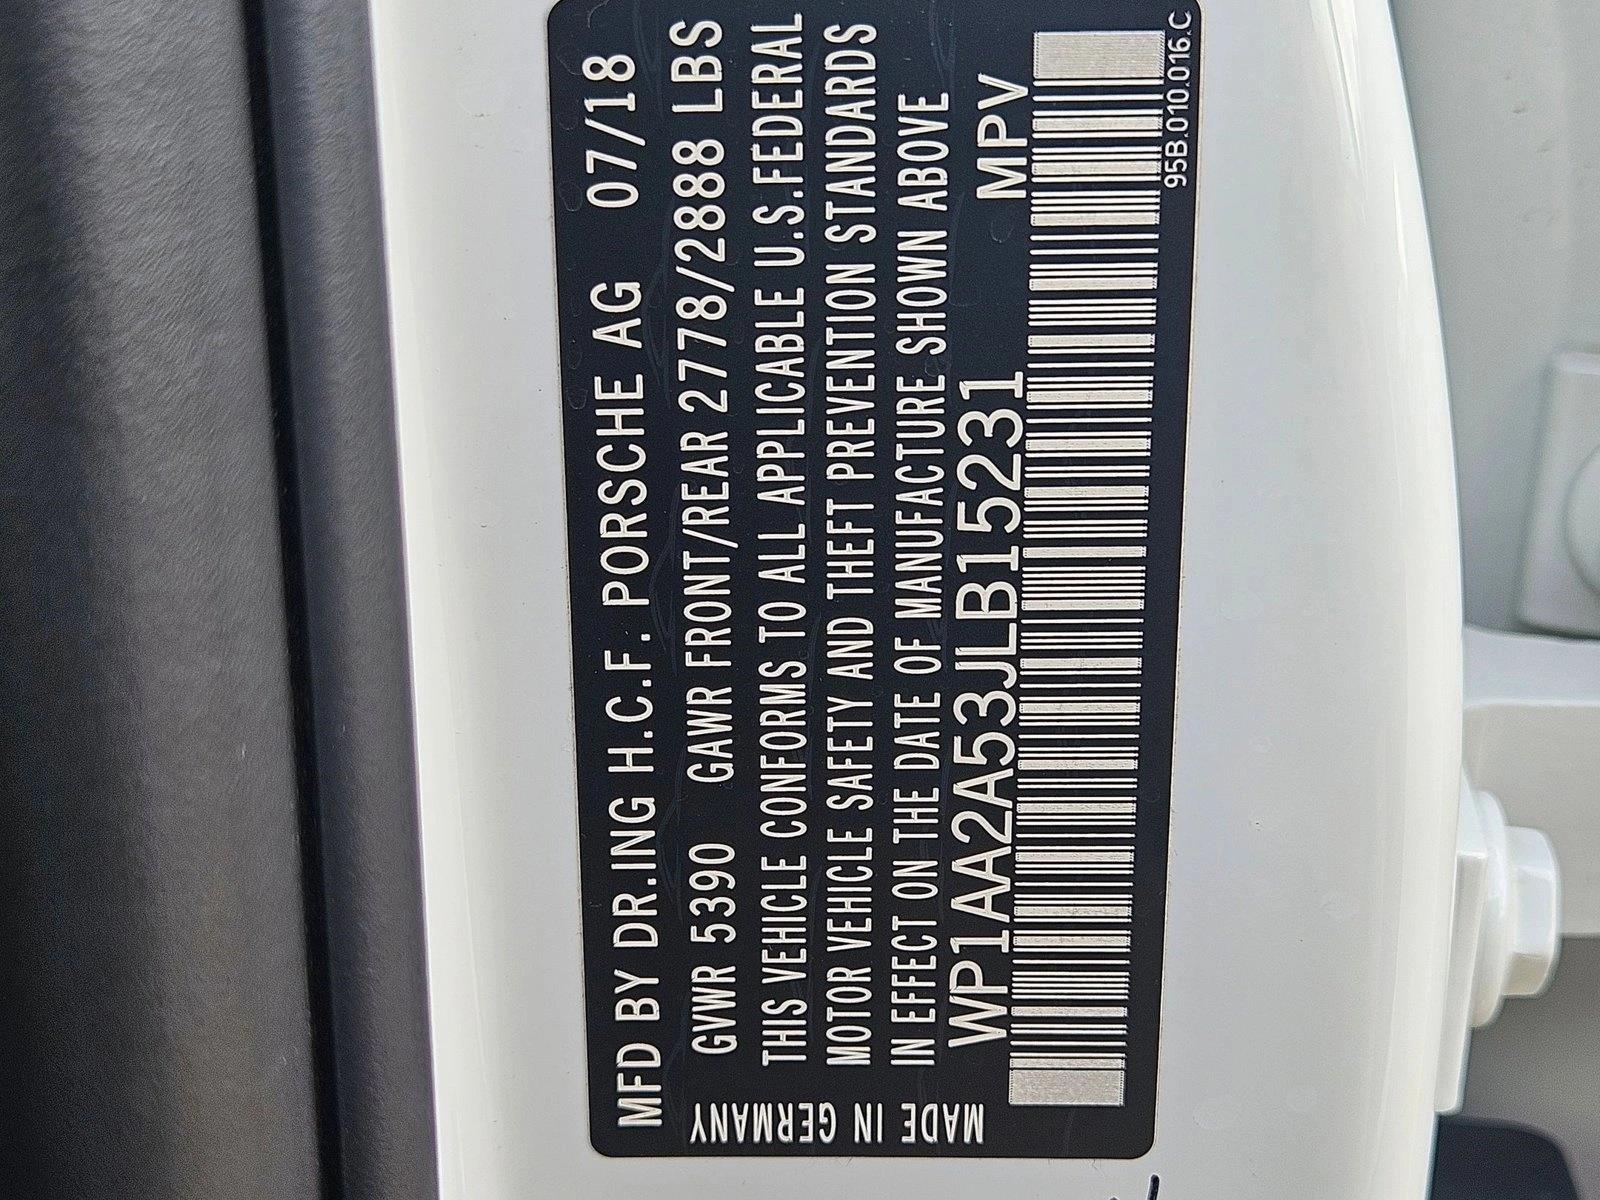 MFD BY DR.ING H.C.F. PORSCHE AG 07/18
GVWR 5390 GAWR FRONT/REAR 2778/2888 LBS
THIS VEHICLE CONFORMS TO ALL APPLICABLE U.S.FEDERAL
MOTOR VEHICLE SAFETY AND THEFT PREVENTION STANDARDS
IN EFFECT ON THE DATE OF MANUFACTURE SHOWN ABOVE
WP1AA2A53JLB15231 MPV
95B.010.016.C
MADE IN GERMANY